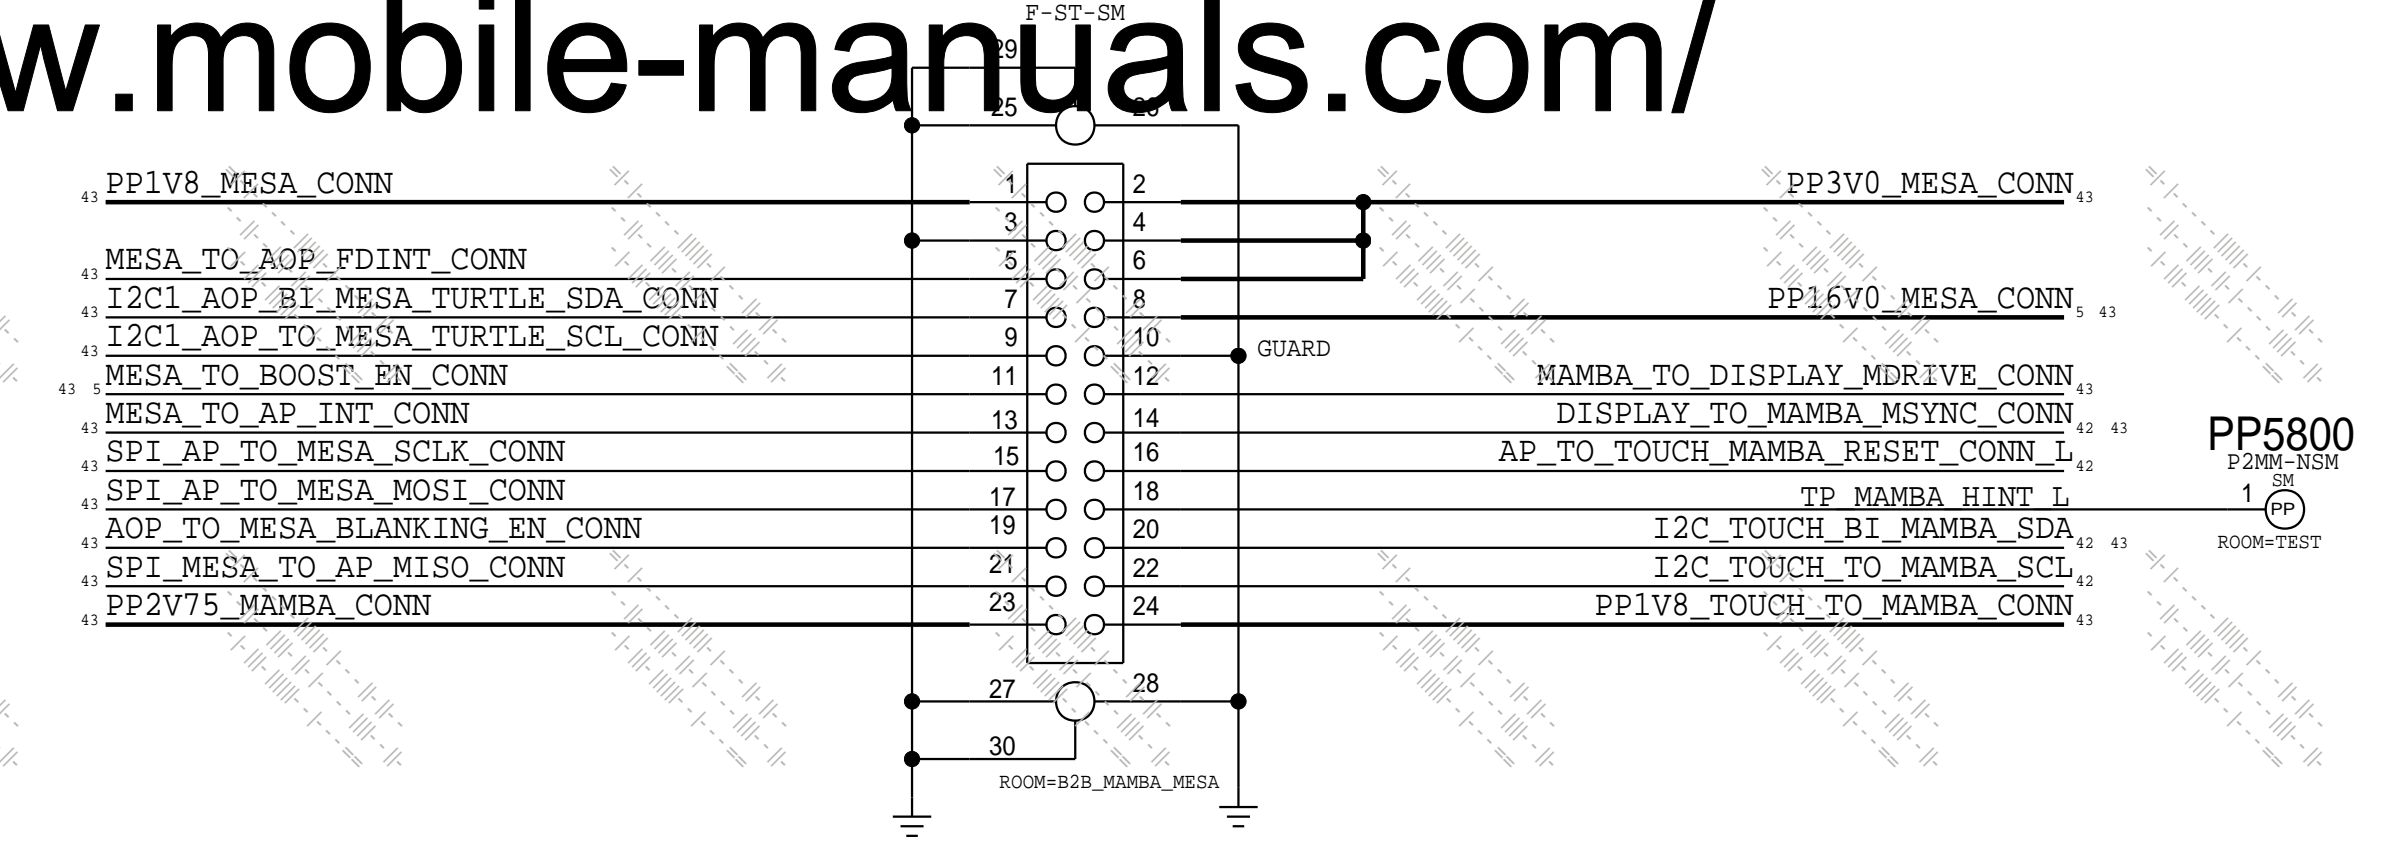 w.mobile-manuals.com/
F-ST-SM
29
25 26
43 PP1V8_MESA_CONN 1 2 PP3V0_MESA_CONN 43
3 4
43 MESA_TO_AOP_FDINT_CONN 5 6
43 I2C1_AOP_BI_MESA_TURTLE_SDA_CONN 7 8 PP16V0_MESA_CONN 5 43
43 I2C1_AOP_TO_MESA_TURTLE_SCL_CONN 9 10 GUARD
43 5 MESA_TO_BOOST_EN_CONN 11 12 MAMBA_TO_DISPLAY_MDRIVE_CONN 43
43 MESA_TO_AP_INT_CONN 13 14 DISPLAY_TO_MAMBA_MSYNC_CONN 42 43
43 SPI_AP_TO_MESA_SCLK_CONN 15 16 AP_TO_TOUCH_MAMBA_RESET_CONN_L 42
43 SPI_AP_TO_MESA_MOSI_CONN 17 18 TP_MAMBA_HINT_L
43 AOP_TO_MESA_BLANKING_EN_CONN 19 20 I2C_TOUCH_BI_MAMBA_SDA 42 43
43 SPI_MESA_TO_AP_MISO_CONN 21 22 I2C_TOUCH_TO_MAMBA_SCL 42
43 PP2V75_MAMBA_CONN 23 24 PP1V8_TOUCH_TO_MAMBA_CONN 43
PP5800
P2MM-NSM
SM
1 PP
ROOM=TEST
27 28
30
ROOM=B2B_MAMBA_MESA